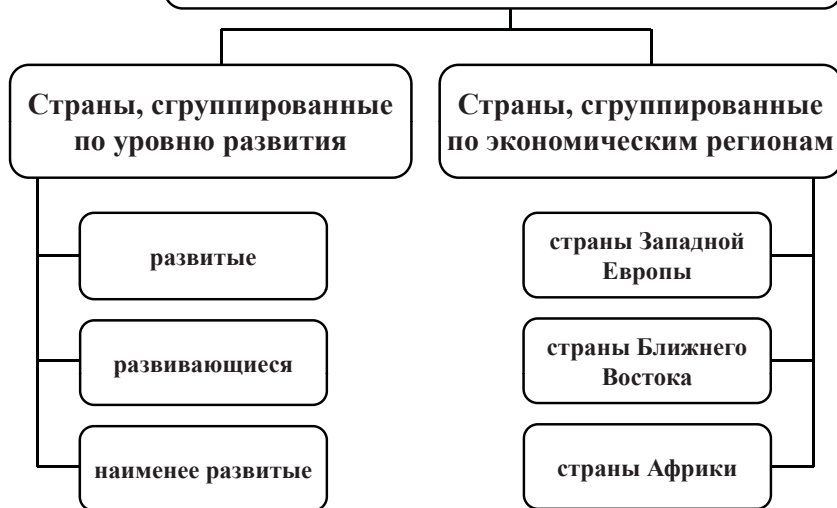 Страны, сгруппированные
по уровню развития
развитые
развивающиеся
наименее развитые
Страны, сгруппированные
по экономическим регионам
страны Западной
Европы
страны Ближнего
Востока
страны Африки